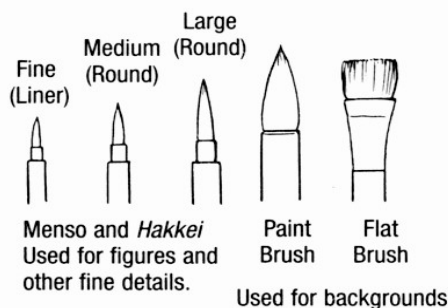 Fine
(Liner)
Medium
(Round)
Large
(Round)
Menso and Hakkei
Used for figures and
other fine details.
Paint
Brush
Flat
Brush
Used for backgrounds